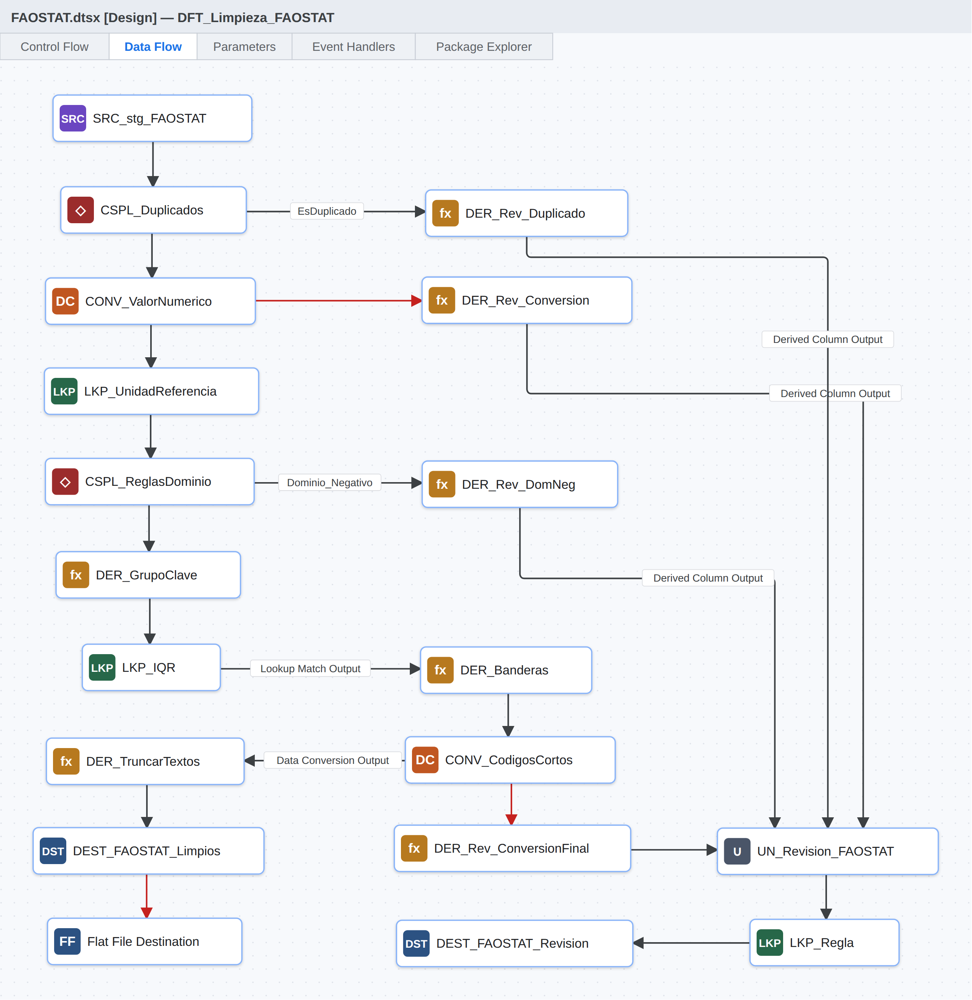 FAOSTAT.dtsx [Design] — DFT_Limpieza_FAOSTAT
Control Flow
Data Flow
Parameters
Event Handlers
Package Explorer
SRC
SRC_stg_FAOSTAT
◇
CSPL_Duplicados
EsDuplicado
fx
DER_Rev_Duplicado
DC
CONV_ValorNumerico
fx
DER_Rev_Conversion
Derived Column Output
LKP
LKP_UnidadReferencia
Derived Column Output
◇
CSPL_ReglasDominio
Dominio_Negativo
fx
DER_Rev_DomNeg
fx
DER_GrupoClave
Derived Column Output
LKP
LKP_IQR
Lookup Match Output
fx
DER_Banderas
fx
DER_TruncarTextos
Data Conversion Output
DC
CONV_CodigosCortos
DST
DEST_FAOSTAT_Limpios
fx
DER_Rev_ConversionFinal
∪
UN_Revision_FAOSTAT
FF
Flat File Destination
DST
DEST_FAOSTAT_Revision
LKP
LKP_Regla